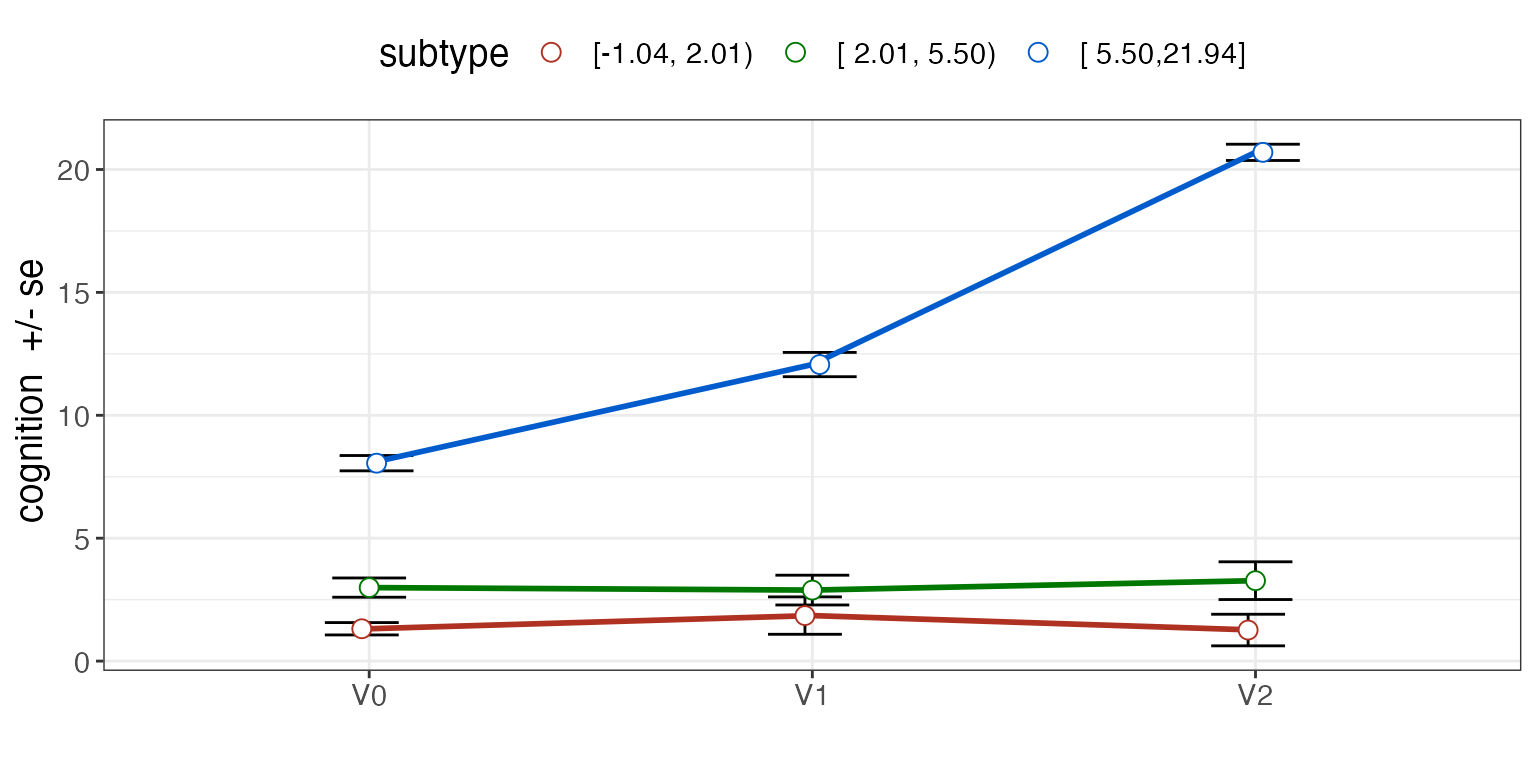 subtype [-1.04, 2.01) [ 2.01, 5.50) [ 5.50,21.94]
cognition +/- se
20
15
10
5
0
V0 V1 V2